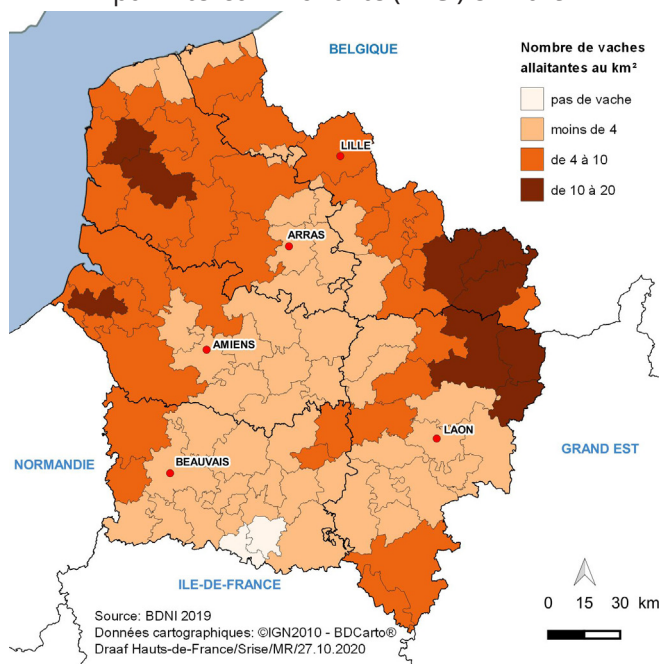 BELGIQUE
Nombre de vaches
allaitantes au km²
pas de vache
moins de 4
de 4 à 10
de 10 à 20
LILLE
ARRAS
AMIENS
LAON
BEAUVAIS
NORMANDIE
GRAND EST
ILE-DE-FRANCE
0 15 30 km
Source: BDNI 2019
Données cartographiques: ©IGN2010 - BDCarto®
Draaf Hauts-de-France/Srise/MR/27.10.2020